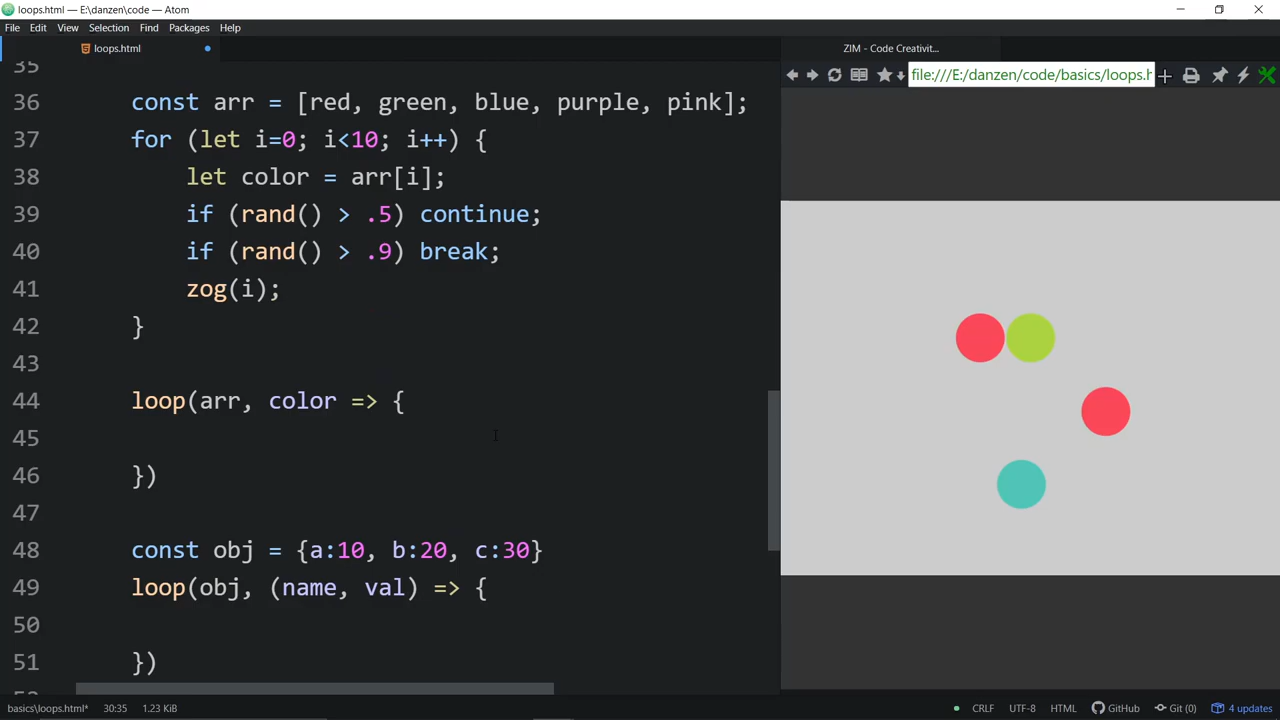 loops.html — E:\danzen\code — Atom
File Edit View Selection Find Packages Help
loops.html
ZIM - Code Creativit...
file:///E:/danzen/code/basics/loops.h
35
36 const arr = [red, green, blue, purple, pink];
37 for (let i=0; i<10; i++) {
38 let color = arr[i];
39 if (rand() > .5) continue;
40 if (rand() > .9) break;
41 zog(i);
42 }
43
44 loop(arr, color => {
45
46 })
47
48 const obj = {a:10, b:20, c:30}
49 loop(obj, (name, val) => {
50
51 })
basics\loops.html* 30:35 1.23 KiB CRLF UTF-8 HTML GitHub Git (0) 4 updates